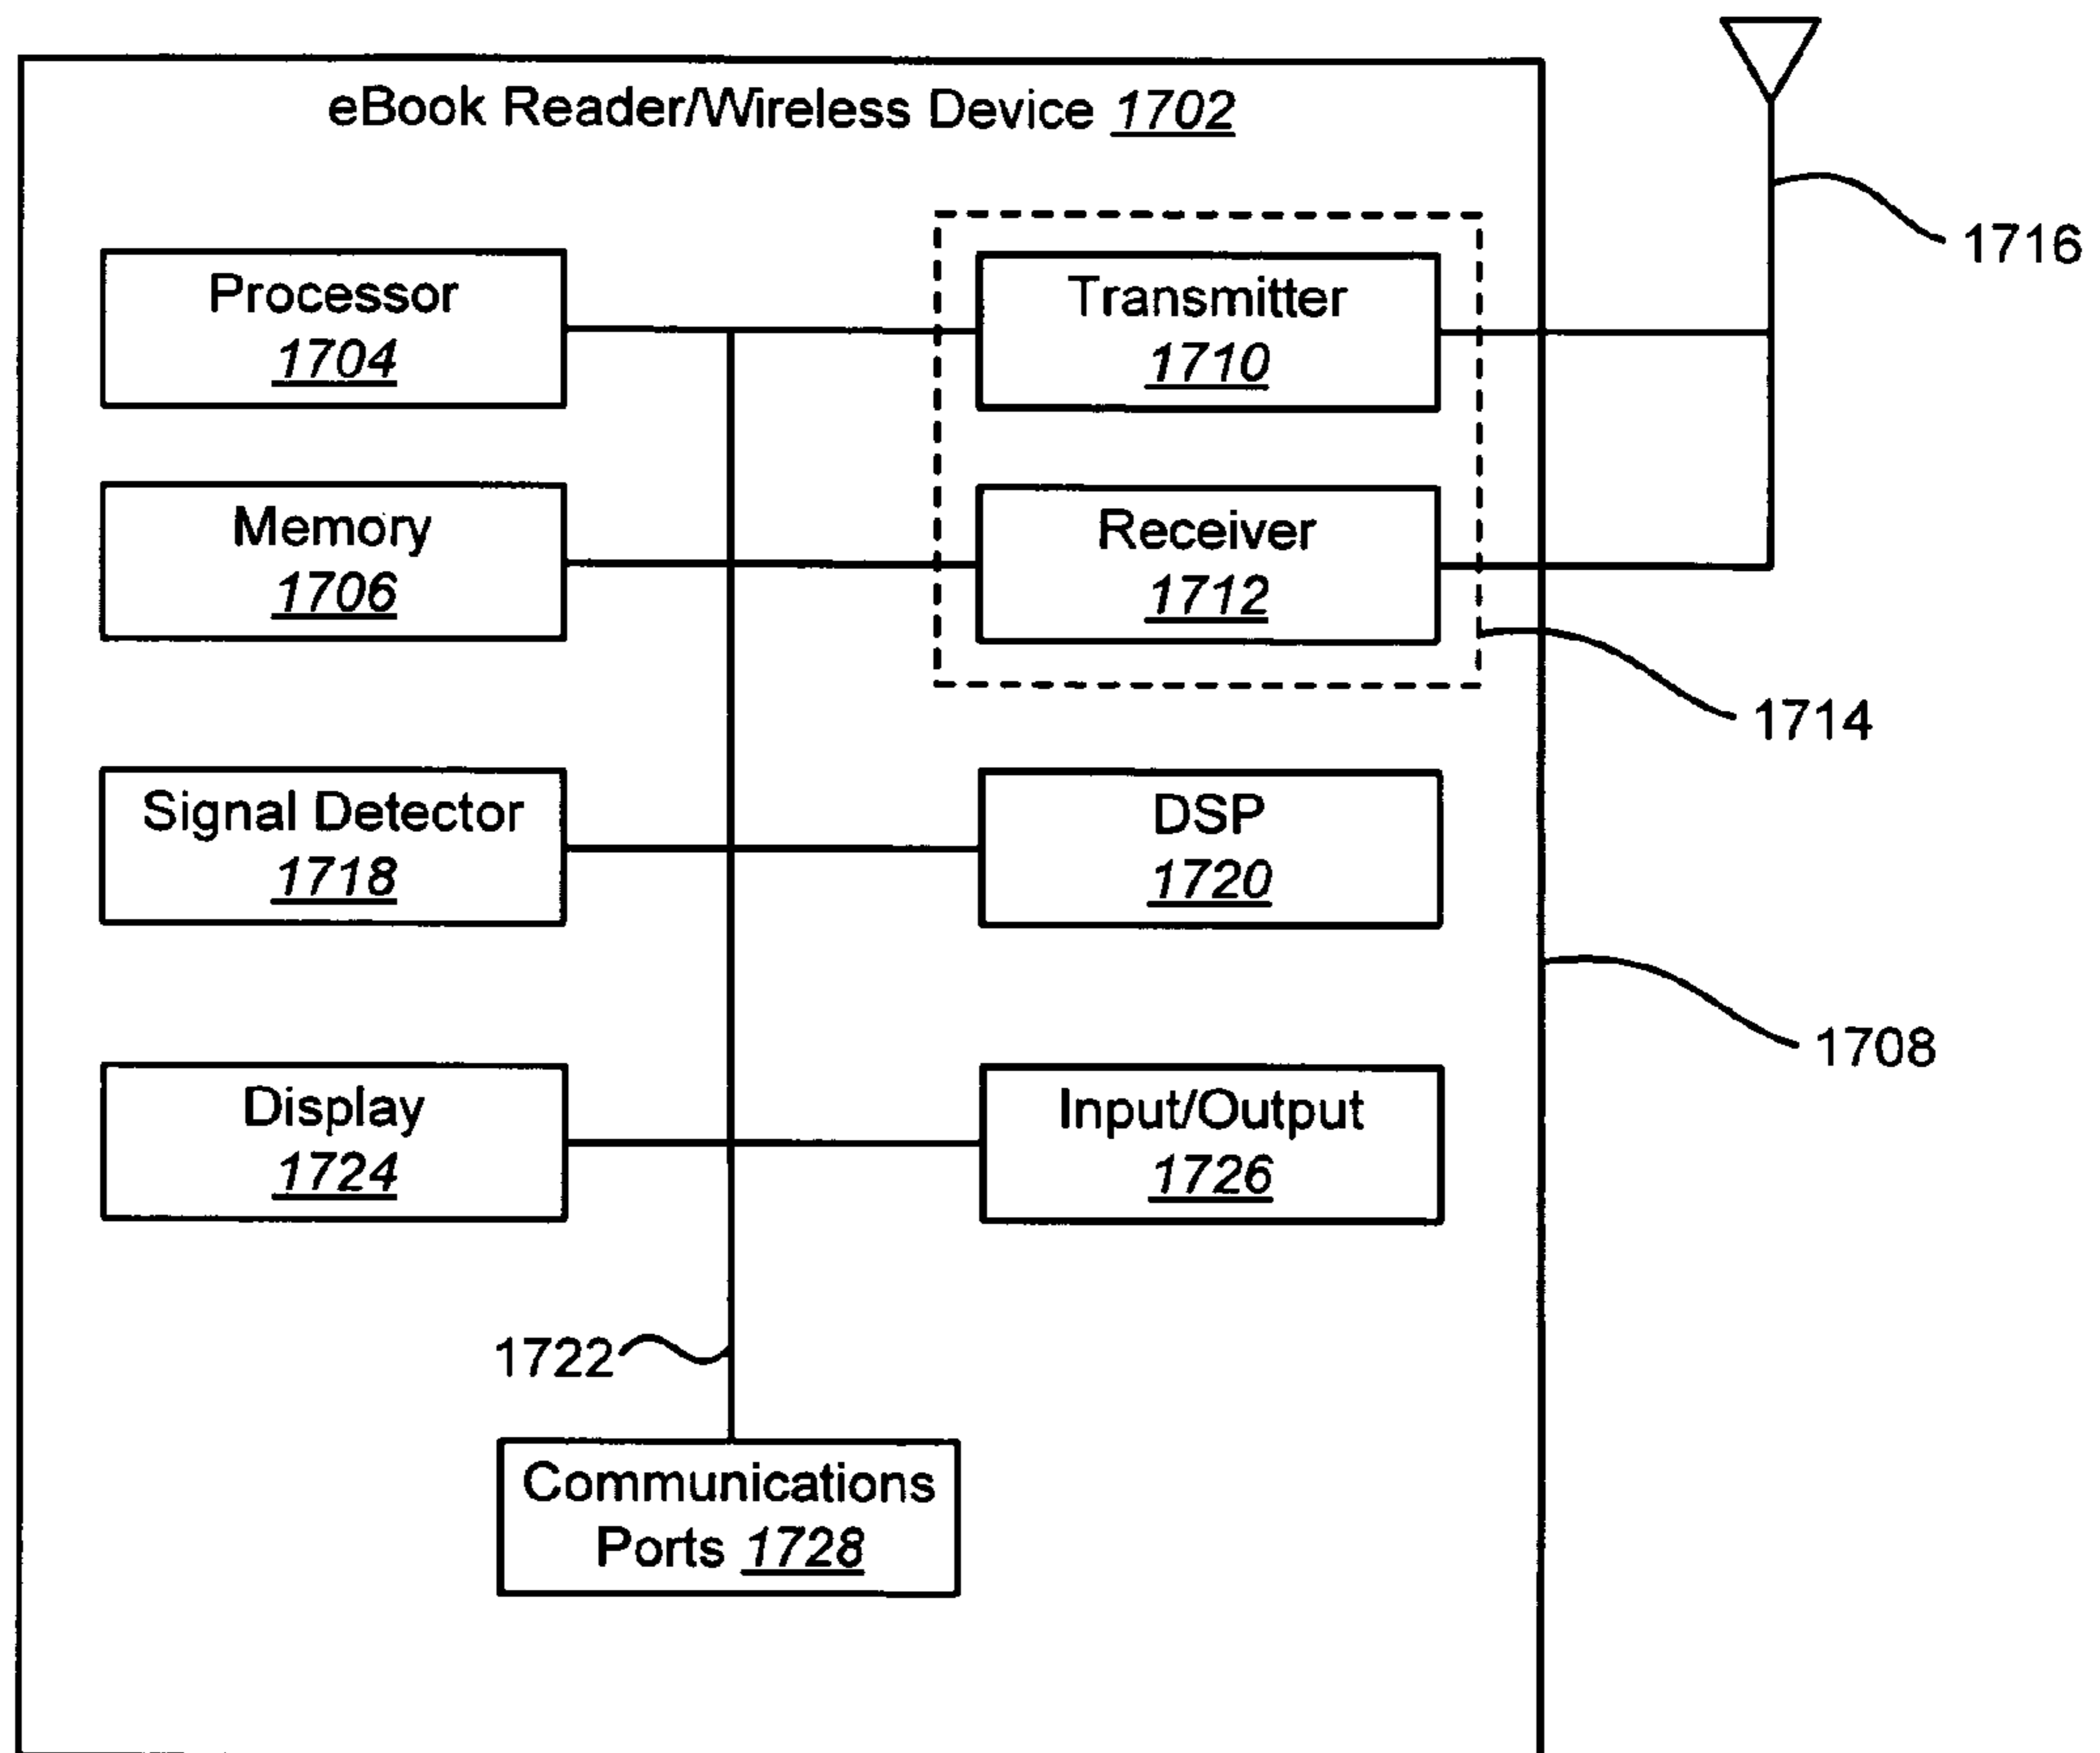 eBook Reader/Wireless Device 1702
Processor
1704
Transmitter
1710
1716
Memory
1706
Receiver
1712
1714
Signal Detector
1718
DSP
1720
1708
Display
1724
Input/Output
1726
1722
Communications
Ports 1728